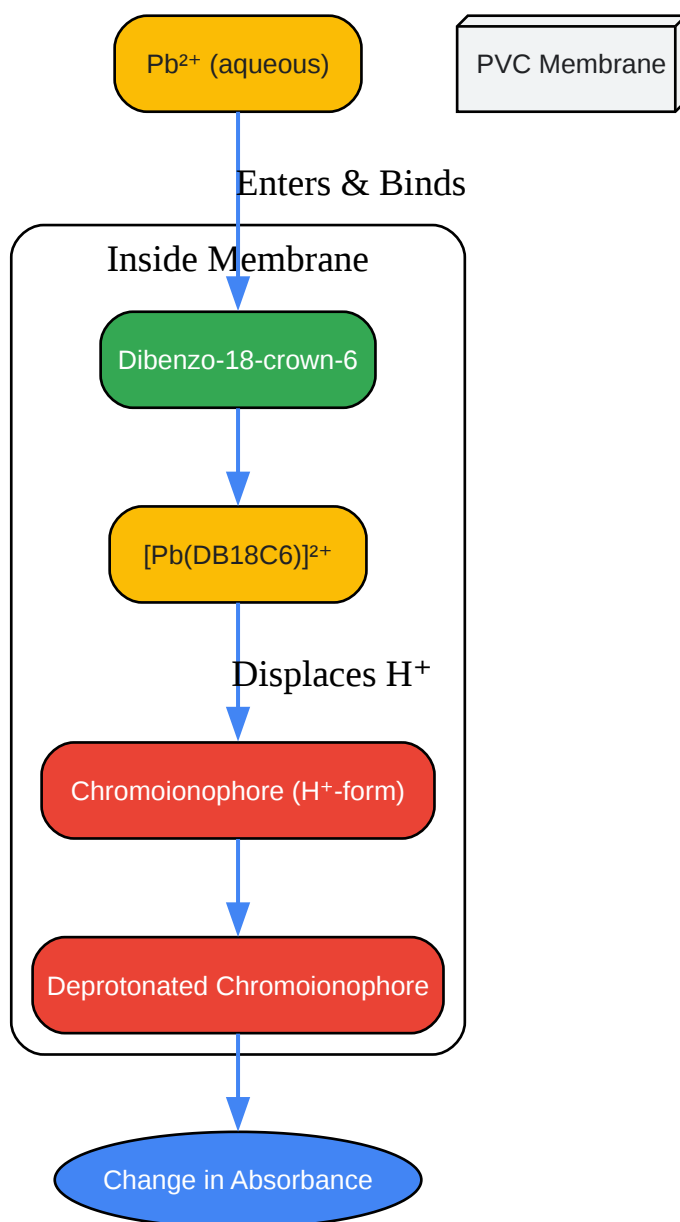 Pb²⁺ (aqueous)
PVC Membrane
Enters & Binds
Inside Membrane
Dibenzo-18-crown-6
[Pb(DB18C6)]²⁺
Displaces H⁺
Chromoionophore (H⁺-form)
Deprotonated Chromoionophore
Change in Absorbance